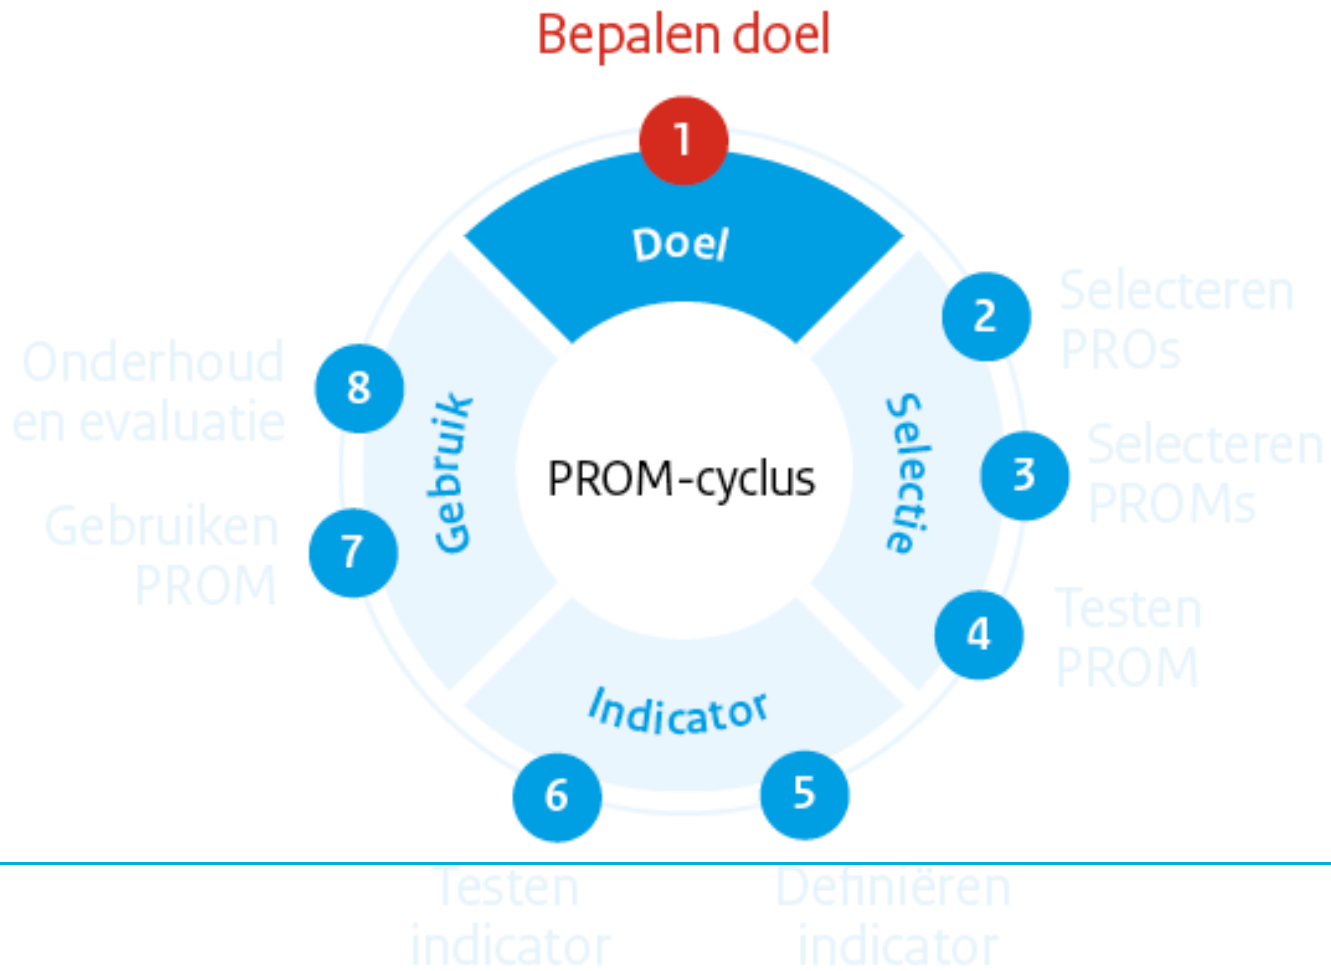 Bepalen doel
1
Doel
2
Selecteren
PROs
3
Selecteren
PROMs
Selectie
4
Testen
PROM
5
Definiëren
indicator
Indicator
6
Testen
indicator
7
Gebruiken
PROM
Gebruik
8
Onderhoud
en evaluatie
PROM-cyclus